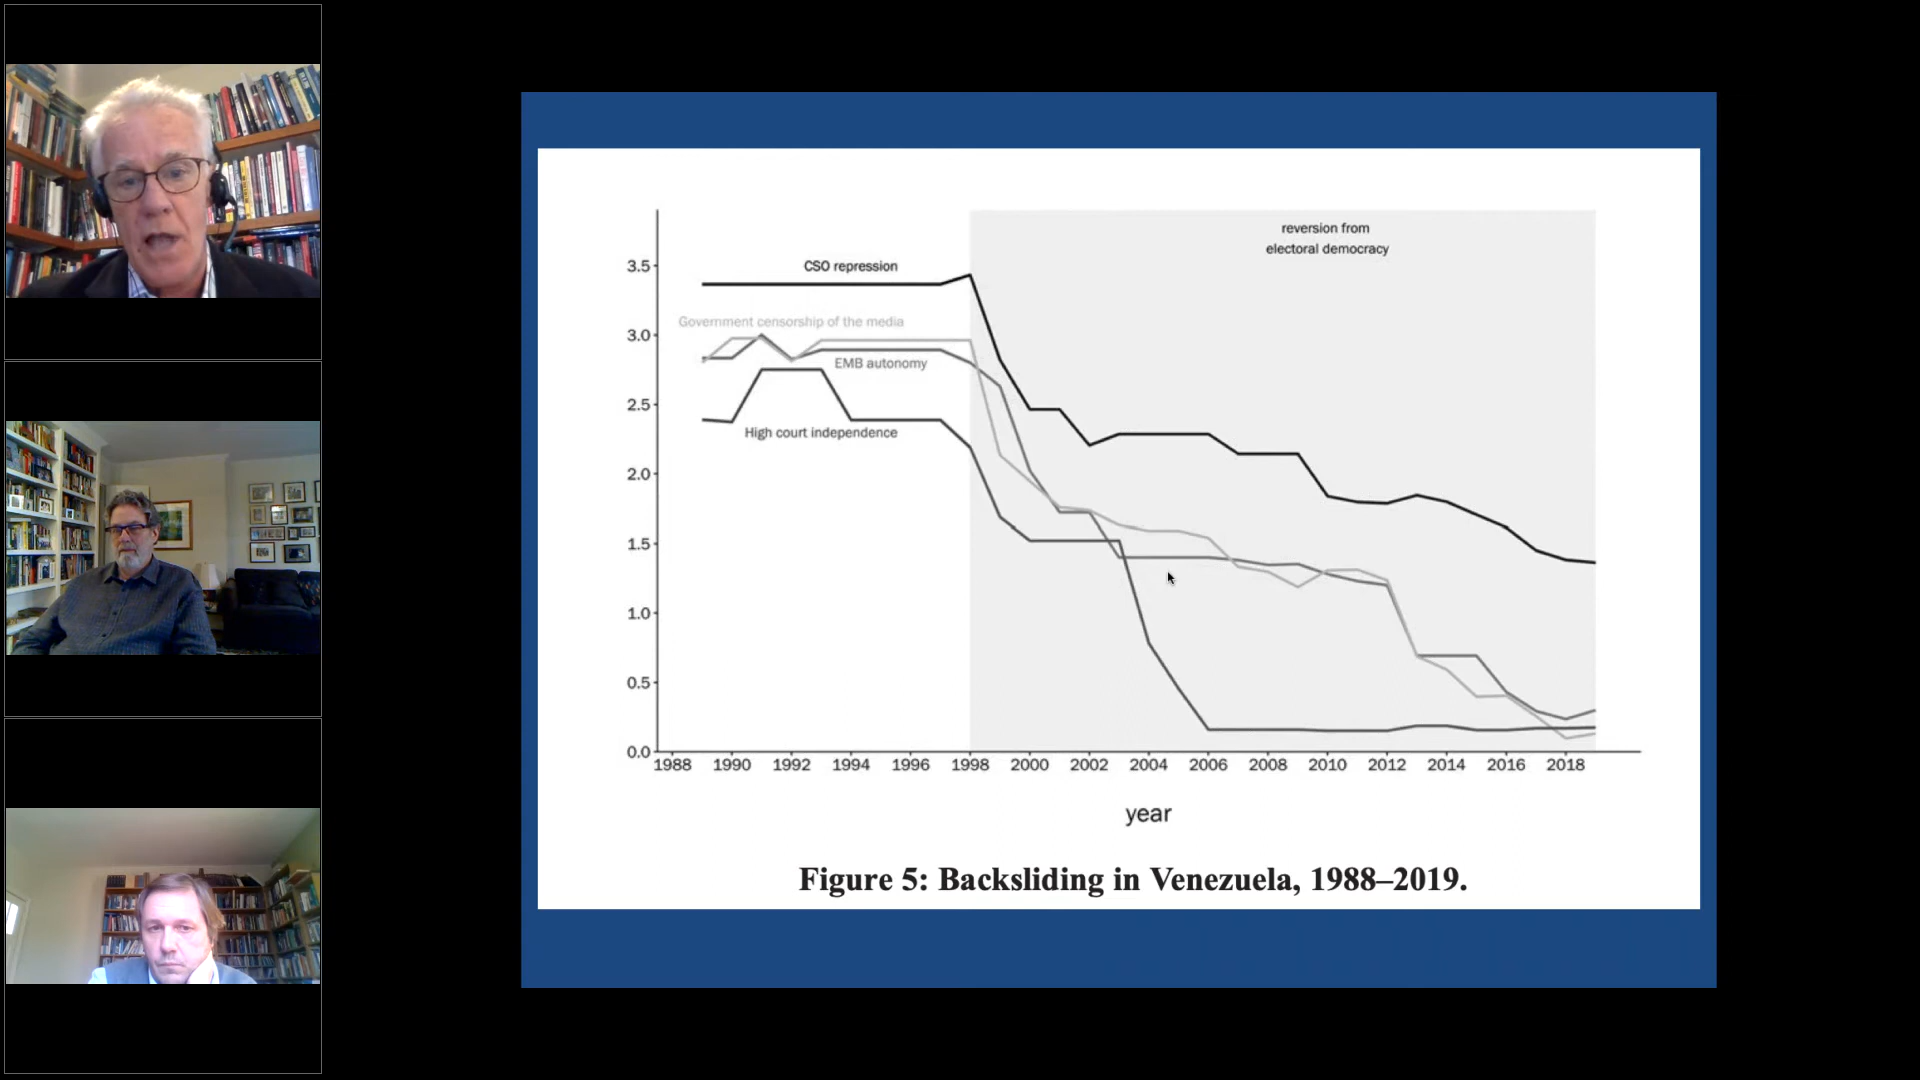 reversion from
electoral democracy
CSO repression
Government censorship of the media
EMB autonomy
High court independence
3.5
3.0
2.5
2.0
1.5
1.0
0.5
0.0
1988 1990 1992 1994 1996 1998 2000 2002 2004 2006 2008 2010 2012 2014 2016 2018
year
Figure 5: Backsliding in Venezuela, 1988–2019.